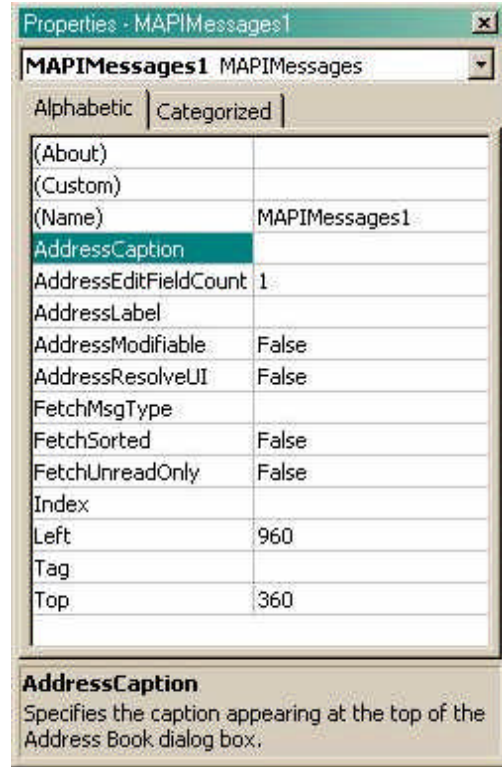 Properties - MAPIMessages1
MAPIMessages1 MAPIMessages
Alphabetic Categorized
(About)
(Custom)
(Name) MAPIMessages1
AddressCaption
AddressEditFieldCount 1
AddressLabel
AddressModifiable False
AddressResolveUI False
FetchMsgType
FetchSorted False
FetchUnreadOnly False
Index
Left 960
Tag
Top 360
AddressCaption
Specifies the caption appearing at the top of the
Address Book dialog box.